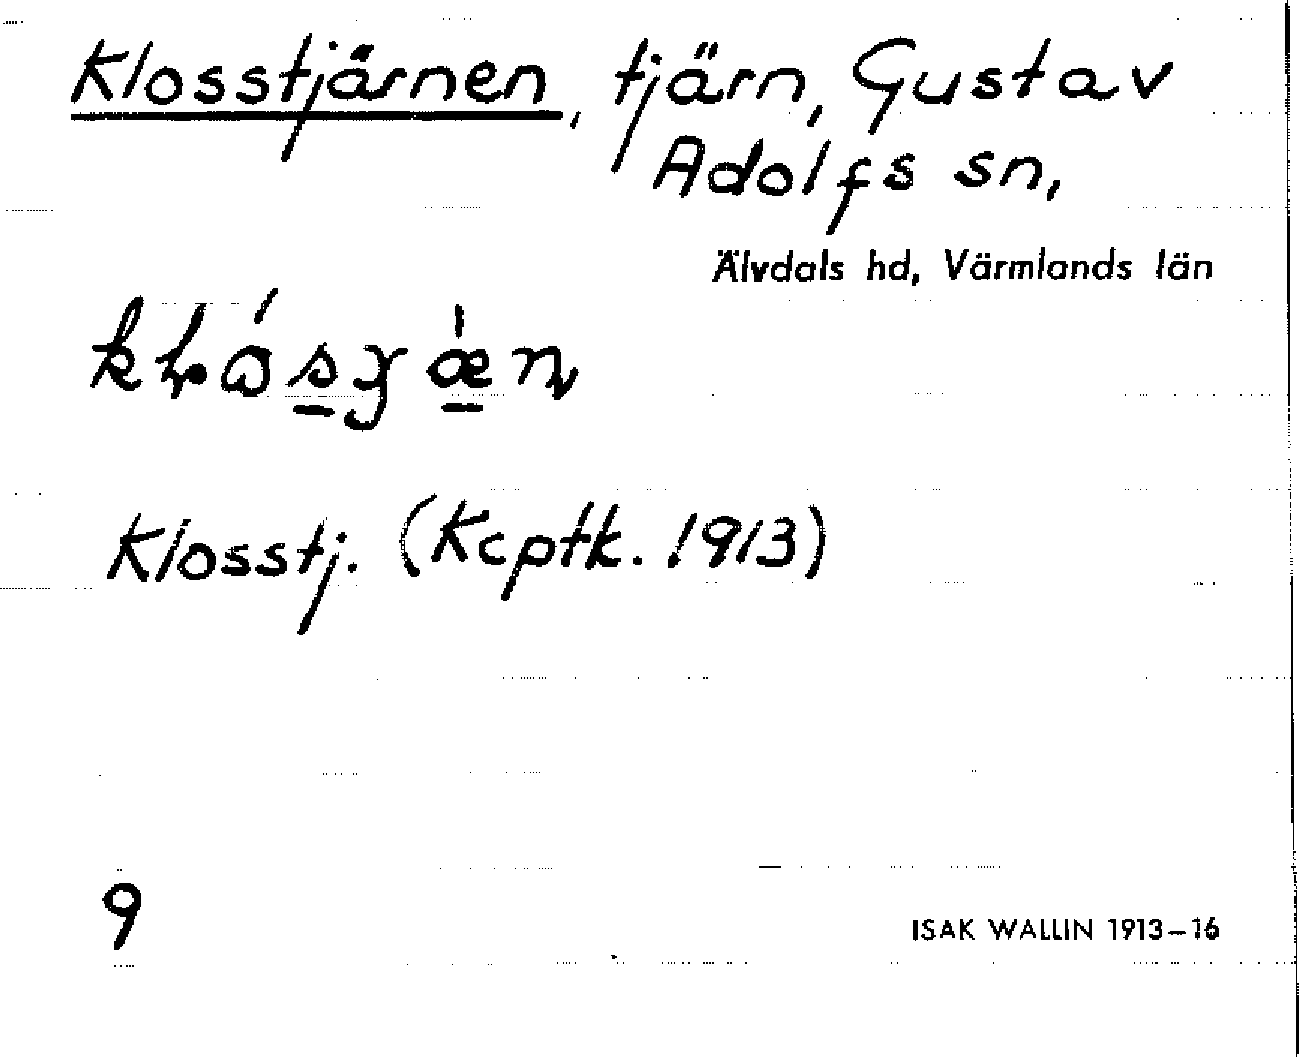 Klosstjärnen, tjärn, Gustav
Adolfs sn,
Älvdals hd, Värmlands län
Klosstj. (Kcptk. 1913)
9
ISAK WALLIN 1913–16